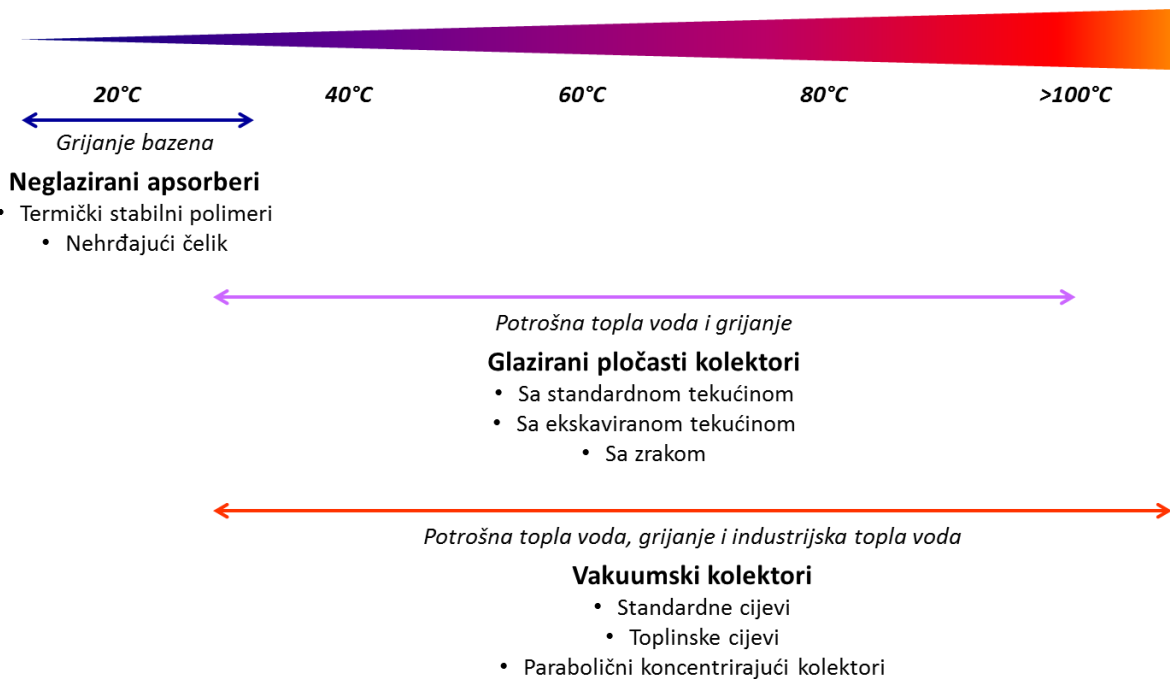 20°C 40°C 60°C 80°C >100°C
Grijanje bazena
Neglazirani apsorberi
• Termički stabilni polimeri
• Nehrđajući čelik
Potrošna topla voda i grijanje
Glazirani pločasti kolektori
• Sa standardnom tekućinom
• Sa ekskaviranom tekućinom
• Sa zrakom
Potrošna topla voda, grijanje i industrijska topla voda
Vakuumski kolektori
• Standardne cijevi
• Toplinske cijevi
• Parabolični koncentrirajući kolektori